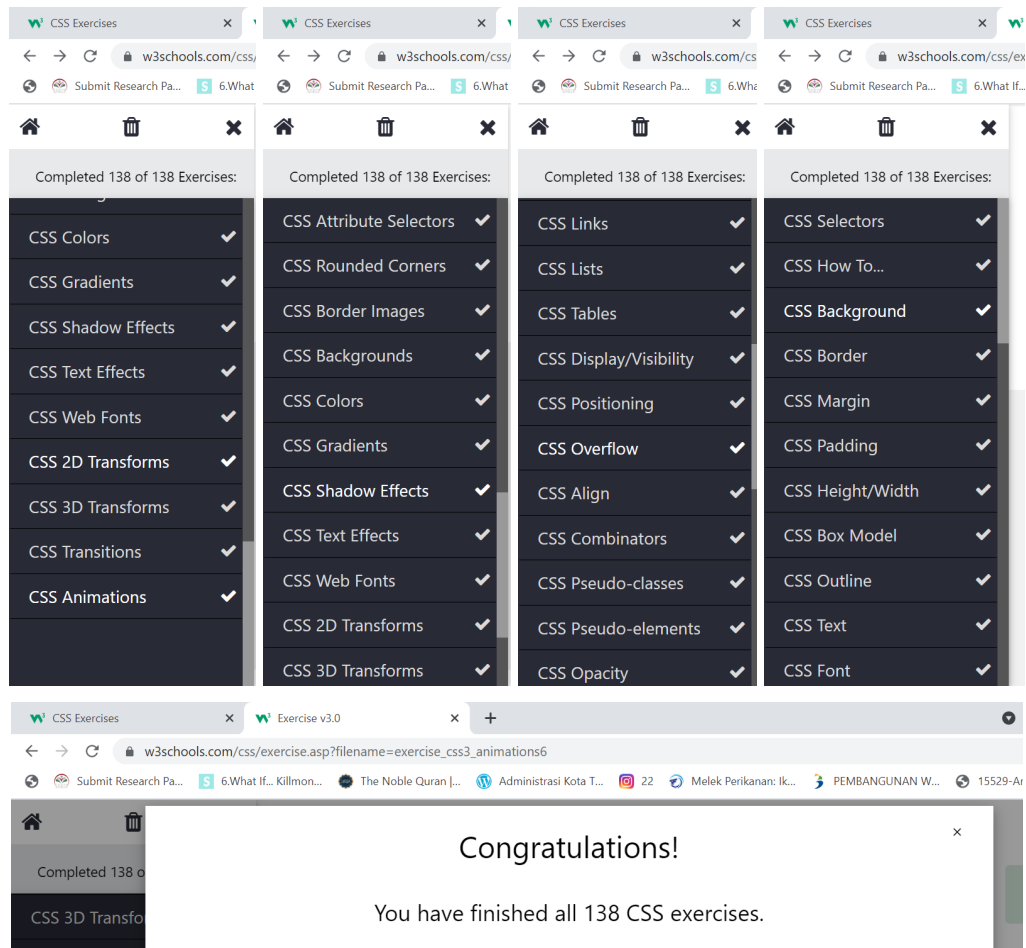 CSS Exercises
w3schools.com/css/
Submit Research Pa...
6.What
Completed 138 of 138 Exercises:
CSS Colors
CSS Gradients
CSS Shadow Effects
CSS Text Effects
CSS Web Fonts
CSS 2D Transforms
CSS 3D Transforms
CSS Transitions
CSS Animations
CSS Exercises
w3schools.com/css/
Submit Research Pa...
6.What
Completed 138 of 138 Exercises:
CSS Attribute Selectors
CSS Rounded Corners
CSS Border Images
CSS Backgrounds
CSS Colors
CSS Gradients
CSS Shadow Effects
CSS Text Effects
CSS Web Fonts
CSS 2D Transforms
CSS 3D Transforms
CSS Exercises
w3schools.com/cs
Submit Research Pa...
6.Wha
Completed 138 of 138 Exercises:
CSS Links
CSS Lists
CSS Tables
CSS Display/Visibility
CSS Positioning
CSS Overflow
CSS Align
CSS Combinators
CSS Pseudo-classes
CSS Pseudo-elements
CSS Opacity
CSS Exercises
w3schools.com/css/ex
Submit Research Pa...
6.What If...
Completed 138 of 138 Exercises:
CSS Selectors
CSS How To...
CSS Background
CSS Border
CSS Margin
CSS Padding
CSS Height/Width
CSS Box Model
CSS Outline
CSS Text
CSS Font
CSS Exercises
Exercise v3.0
w3schools.com/css/exercise.asp?filename=exercise_css3_animations6
Submit Research Pa... S 6.What If... Killmon... The Noble Quran |... Administrasi Kota T... 22 Melek Perikanan: Ik... PEMBANGUNAN W... 15529-Ar
Completed 138 o
CSS 3D Transfo
Congratulations!
You have finished all 138 CSS exercises.